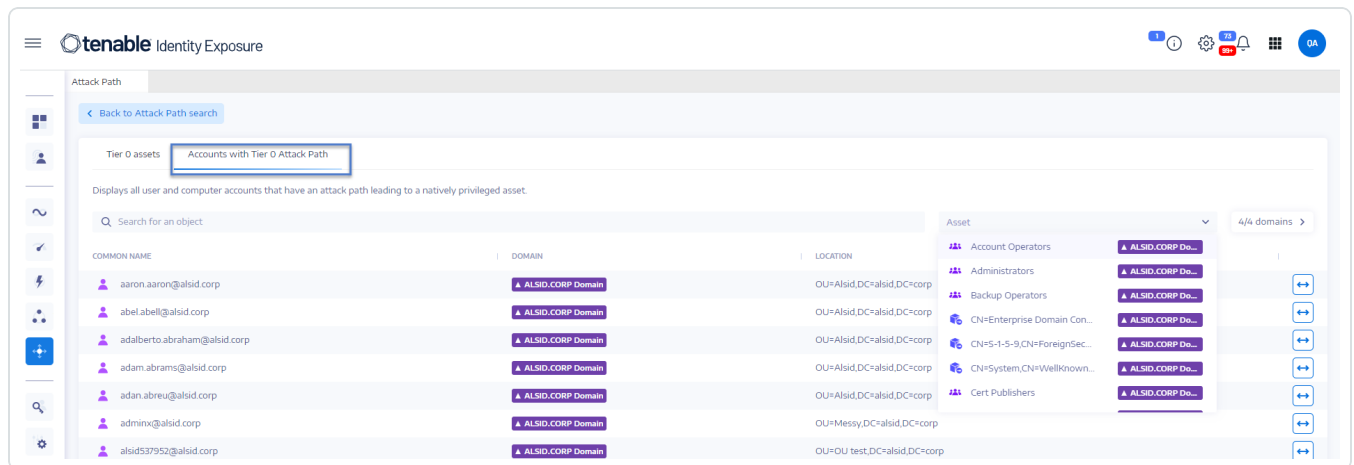 tenable Identity Exposure
1
73
99+
QA
Attack Path
Back to Attack Path search
Tier 0 assets
Accounts with Tier 0 Attack Path
Displays all user and computer accounts that have an attack path leading to a natively privileged asset.
Search for an object
Asset
4/4 domains
COMMON NAME
DOMAIN
LOCATION
Account Operators
ALSID.CORP Do...
Administrators
ALSID.CORP Do...
Backup Operators
ALSID.CORP Do...
CN=Enterprise Domain Con...
ALSID.CORP Do...
CN=S-1-5-9,CN=ForeignSec...
ALSID.CORP Do...
CN=System,CN=WellKnown...
ALSID.CORP Do...
Cert Publishers
ALSID.CORP Do...
aaron.aaron@alsid.corp
ALSID.CORP Domain
OU=Alsid,DC=alsid,DC=corp
abel.abell@alsid.corp
ALSID.CORP Domain
OU=Alsid,DC=alsid,DC=corp
adalberto.abraham@alsid.corp
ALSID.CORP Domain
OU=Alsid,DC=alsid,DC=corp
adam.abrams@alsid.corp
ALSID.CORP Domain
OU=Alsid,DC=alsid,DC=corp
adan.abreu@alsid.corp
ALSID.CORP Domain
OU=Alsid,DC=alsid,DC=corp
adminx@alsid.corp
ALSID.CORP Domain
OU=Messy,DC=alsid,DC=corp
alsid537952@alsid.corp
ALSID.CORP Domain
OU=OU test,DC=alsid,DC=corp